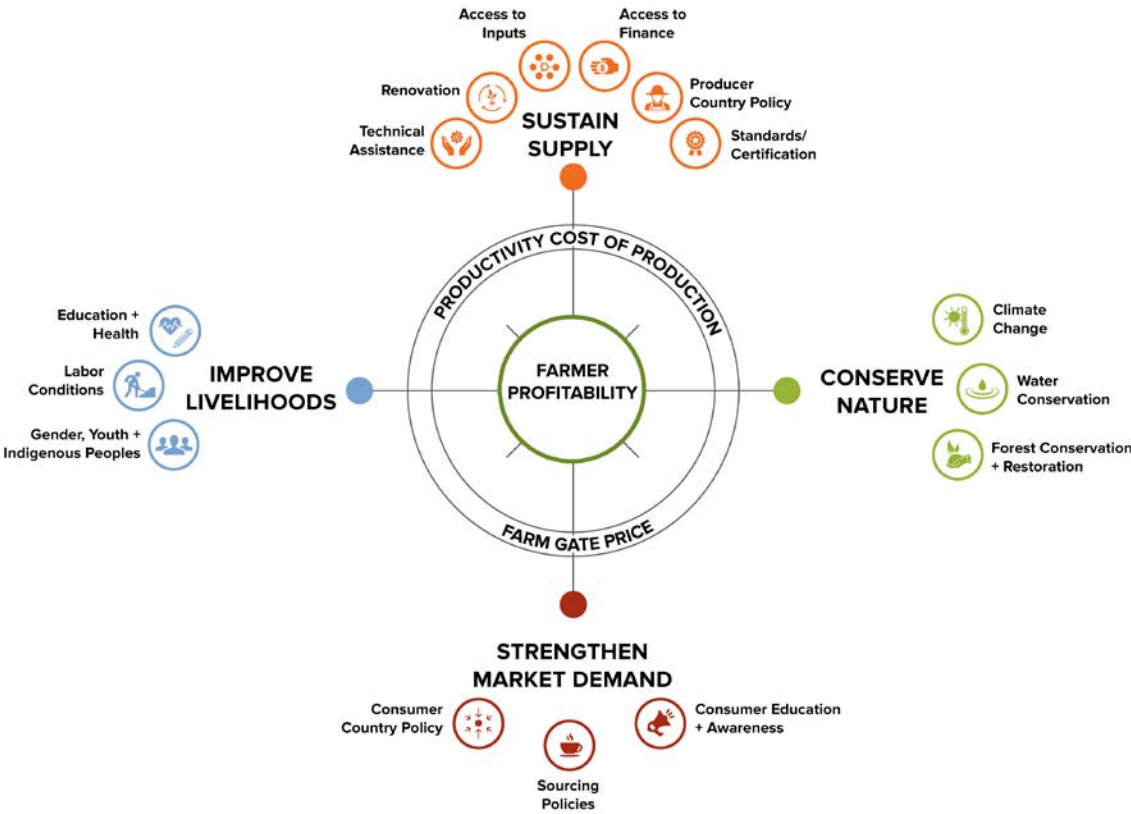 Access to
Inputs
Access to
Finance
Renovation
Producer
Country Policy
Technical
Assistance
SUSTAIN
SUPPLY
Standards/
Certification
PRODUCTIVITY COST OF PRODUCTION
Education +
Health
Labor
Conditions
Gender, Youth +
Indigenous Peoples
IMPROVE
LIVELIHOODS
FARMER
PROFITABILITY
CONSERVE
NATURE
Climate
Change
Water
Conservation
Forest Conservation
+ Restoration
FARM GATE PRICE
STRENGTHEN
MARKET DEMAND
Consumer
Country Policy
Sourcing
Policies
Consumer Education
+ Awareness